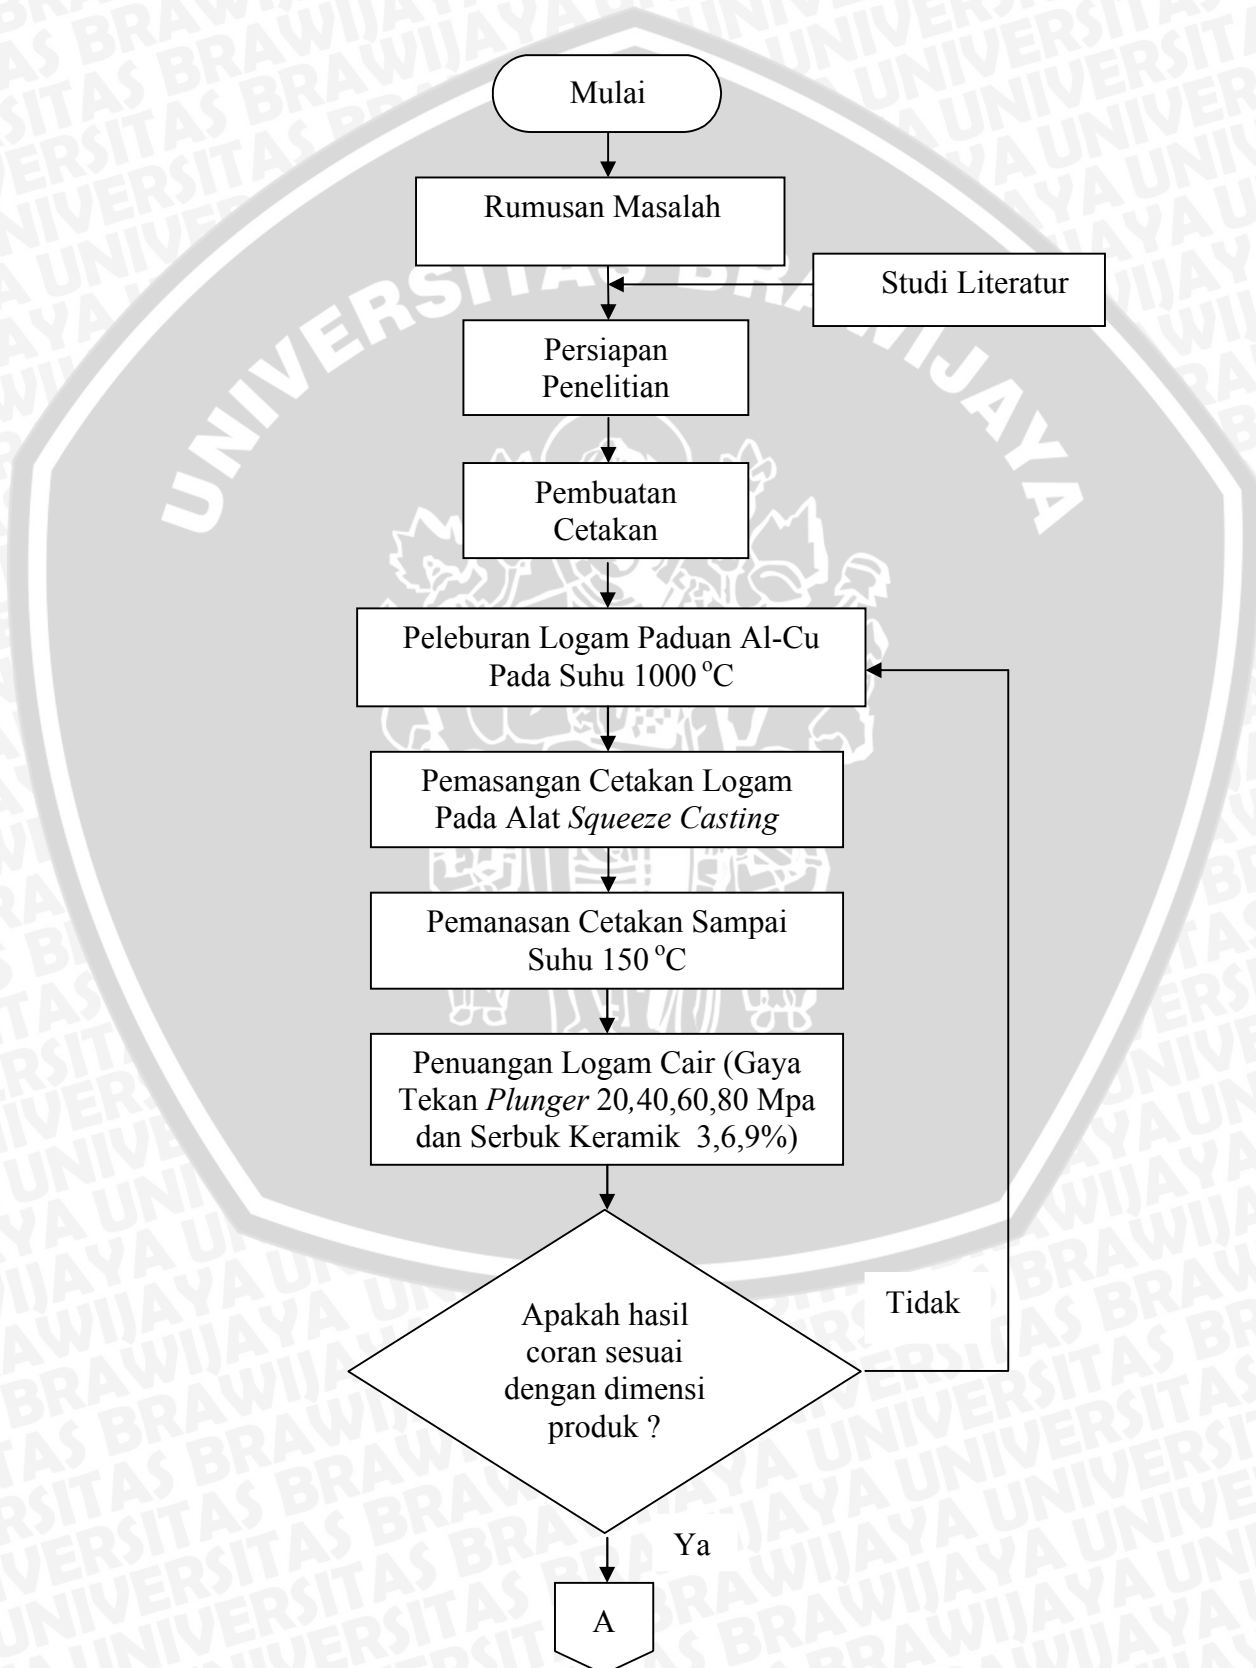 Mulai
Rumusan Masalah
Studi Literatur
Persiapan
Penelitian
Pembuatan
Cetakan
Peleburan Logam Paduan Al-Cu
Pada Suhu 1000 °C
Pemasangan Cetakan Logam
Pada Alat Squeeze Casting
Pemanasan Cetakan Sampai
Suhu 150 °C
Penuangan Logam Cair (Gaya
Tekan Plunger 20,40,60,80 Mpa
dan Serbuk Keramik 3,6,9%)
Apakah hasil
coran sesuai
dengan dimensi
produk ?
Tidak
Ya
A
UNIVERSITAS BRAWIJAYA